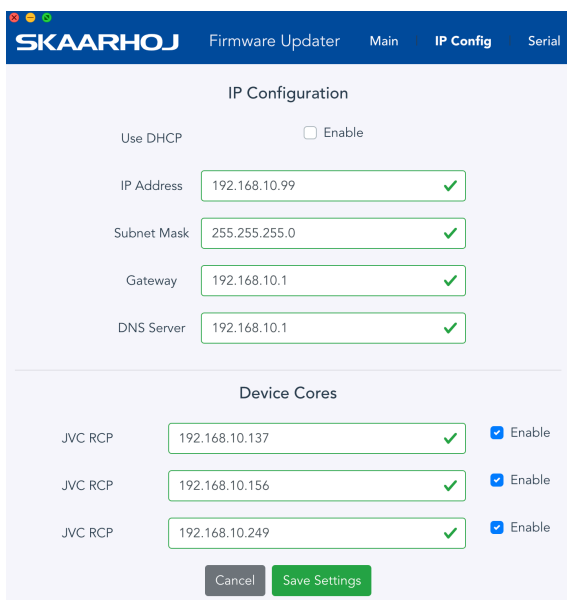 SKAARHOJ Firmware Updater Main IP Config Serial
IP Configuration
Use DHCP Enable
IP Address 192.168.10.99
Subnet Mask 255.255.255.0
Gateway 192.168.10.1
DNS Server 192.168.10.1
Device Cores
JVC RCP 192.168.10.137 Enable
JVC RCP 192.168.10.156 Enable
JVC RCP 192.168.10.249 Enable
Cancel Save Settings